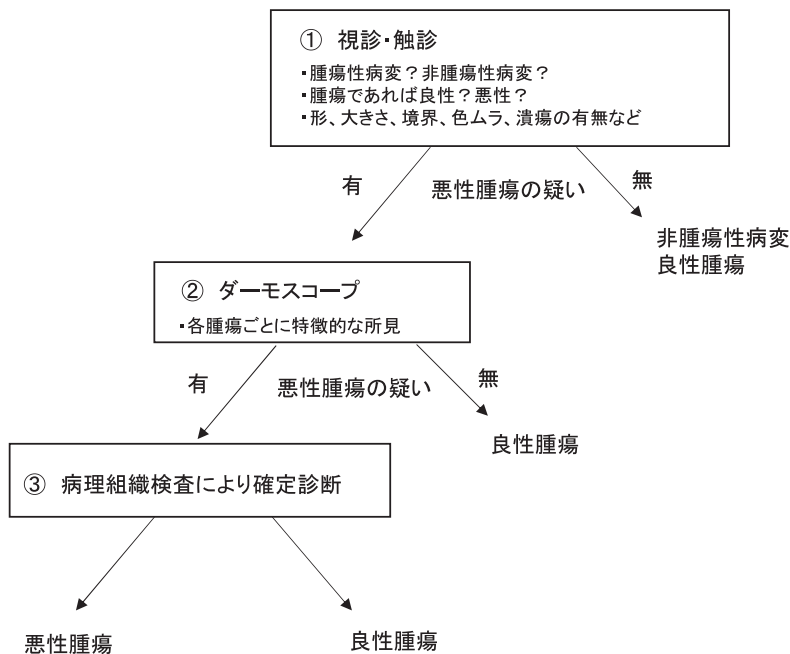 ① 視診・触診
・腫瘍性病変？非腫瘍性病変？
・腫瘍であれば良性？悪性？
・形、大きさ、境界、色ムラ、潰瘍の有無など
有
悪性腫瘍の疑い
無
非腫瘍性病変
良性腫瘍
② ダーモスコープ
・各腫瘍ごとに特徴的な所見
有
悪性腫瘍の疑い
無
良性腫瘍
③ 病理組織検査により確定診断
悪性腫瘍
良性腫瘍